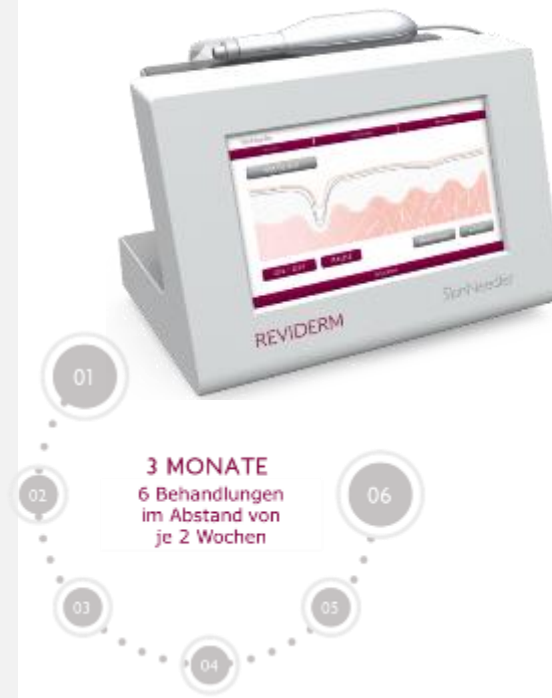 REVIDERM
SkinNeedler
01
3 MONATE
6 Behandlungen
im Abstand von
je 2 Wochen
02
06
03
05
04